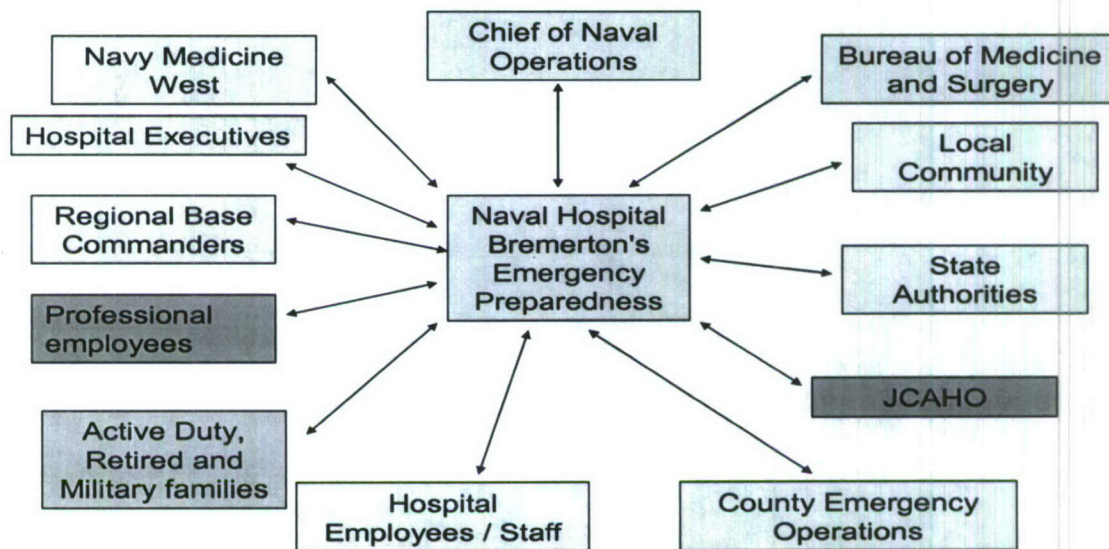 Chief of Naval
Operations
Navy Medicine
West
Bureau of Medicine
and Surgery
Hospital Executives
Local
Community
Regional Base
Commanders
Naval Hospital
Bremerton's
Emergency
Preparedness
State
Authorities
Professional
employees
JCAHO
Active Duty,
Retired and
Military families
Hospital
Employees / Staff
County Emergency
Operations